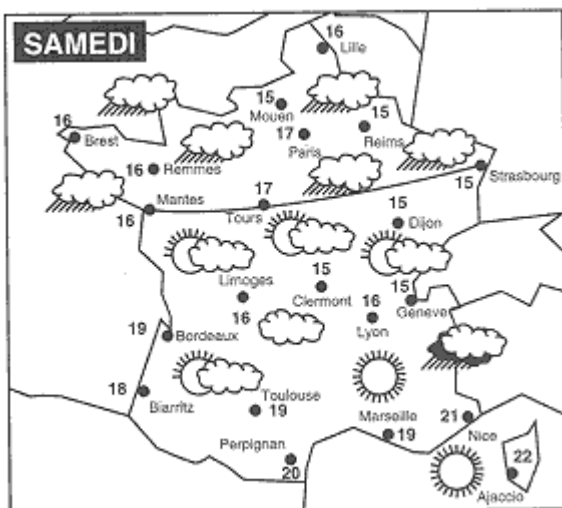 SAMEDI
16
Lille
15
Mouen
15
Reims
17
Paris
16
Brest
16
Remmes
15
Strasbourg
16
Mantes
17
Tours
15
Dijon
Limoges
16
15
Clermont
15
Geneve
16
Lyon
19
Bordeaux
18
Biarritz
Toulouse
19
Marseille
19
21
Nice
Perpignan
20
22
Ajaccio